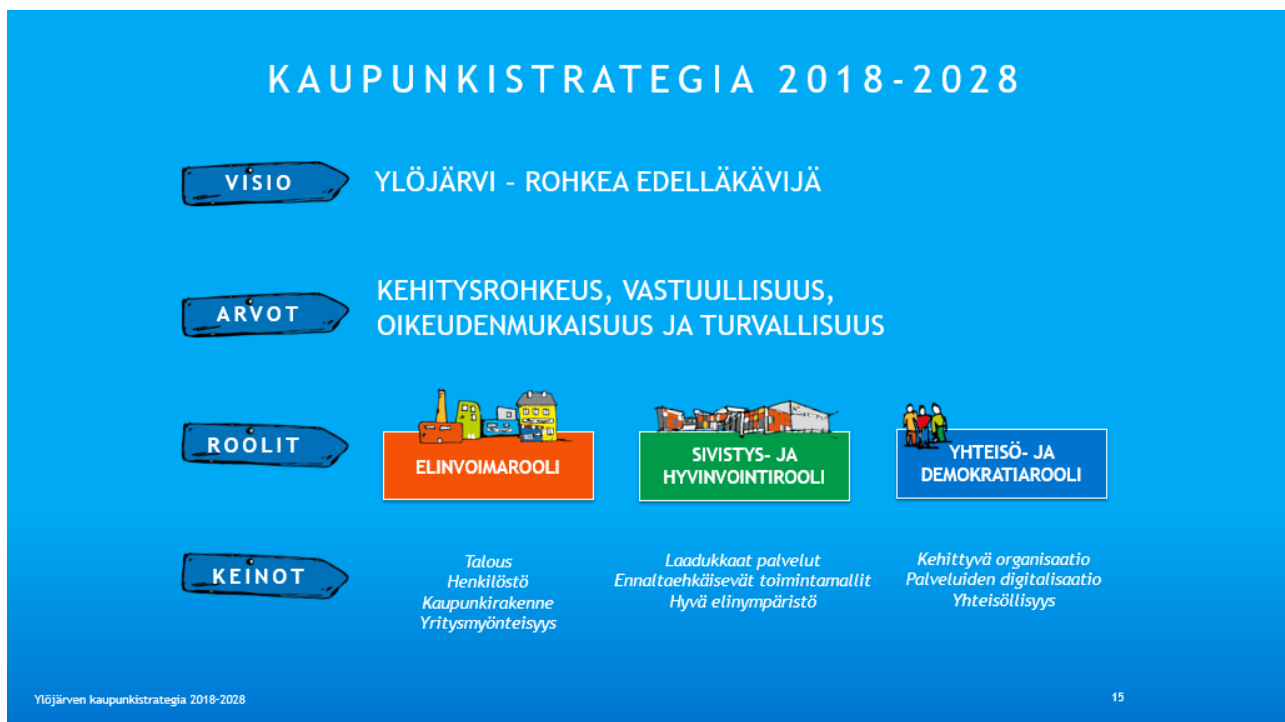 KAUPUNKISTRATEGIA 2018-2028
VISIO
YLÖJÄRVI - ROHKEA EDELLÄKÄVIJÄ
ARVOT
KEHITYSROHKEUS, VASTUULLISUUS,
OIKEUDENMUKAISUUS JA TURVALLISUUS
ROOLIT
ELINVOIMAROOLI
SIVISTYS- JA
HYVINVOINTIROOLI
YHTEISÖ- JA
DEMOKRATIAROOLI
KEINOT
Talous
Henkilöstö
Kaupunkirakenne
Yritysmyönteisyys
Laadukkaat palvelut
Ennaltaehkäisevät toimintamallit
Hyvä elinympäristö
Kehittyvä organisaatio
Palveluiden digitalisaatio
Yhteisöllisyys
Ylöjärven kaupunkistrategia 2018-2028
15